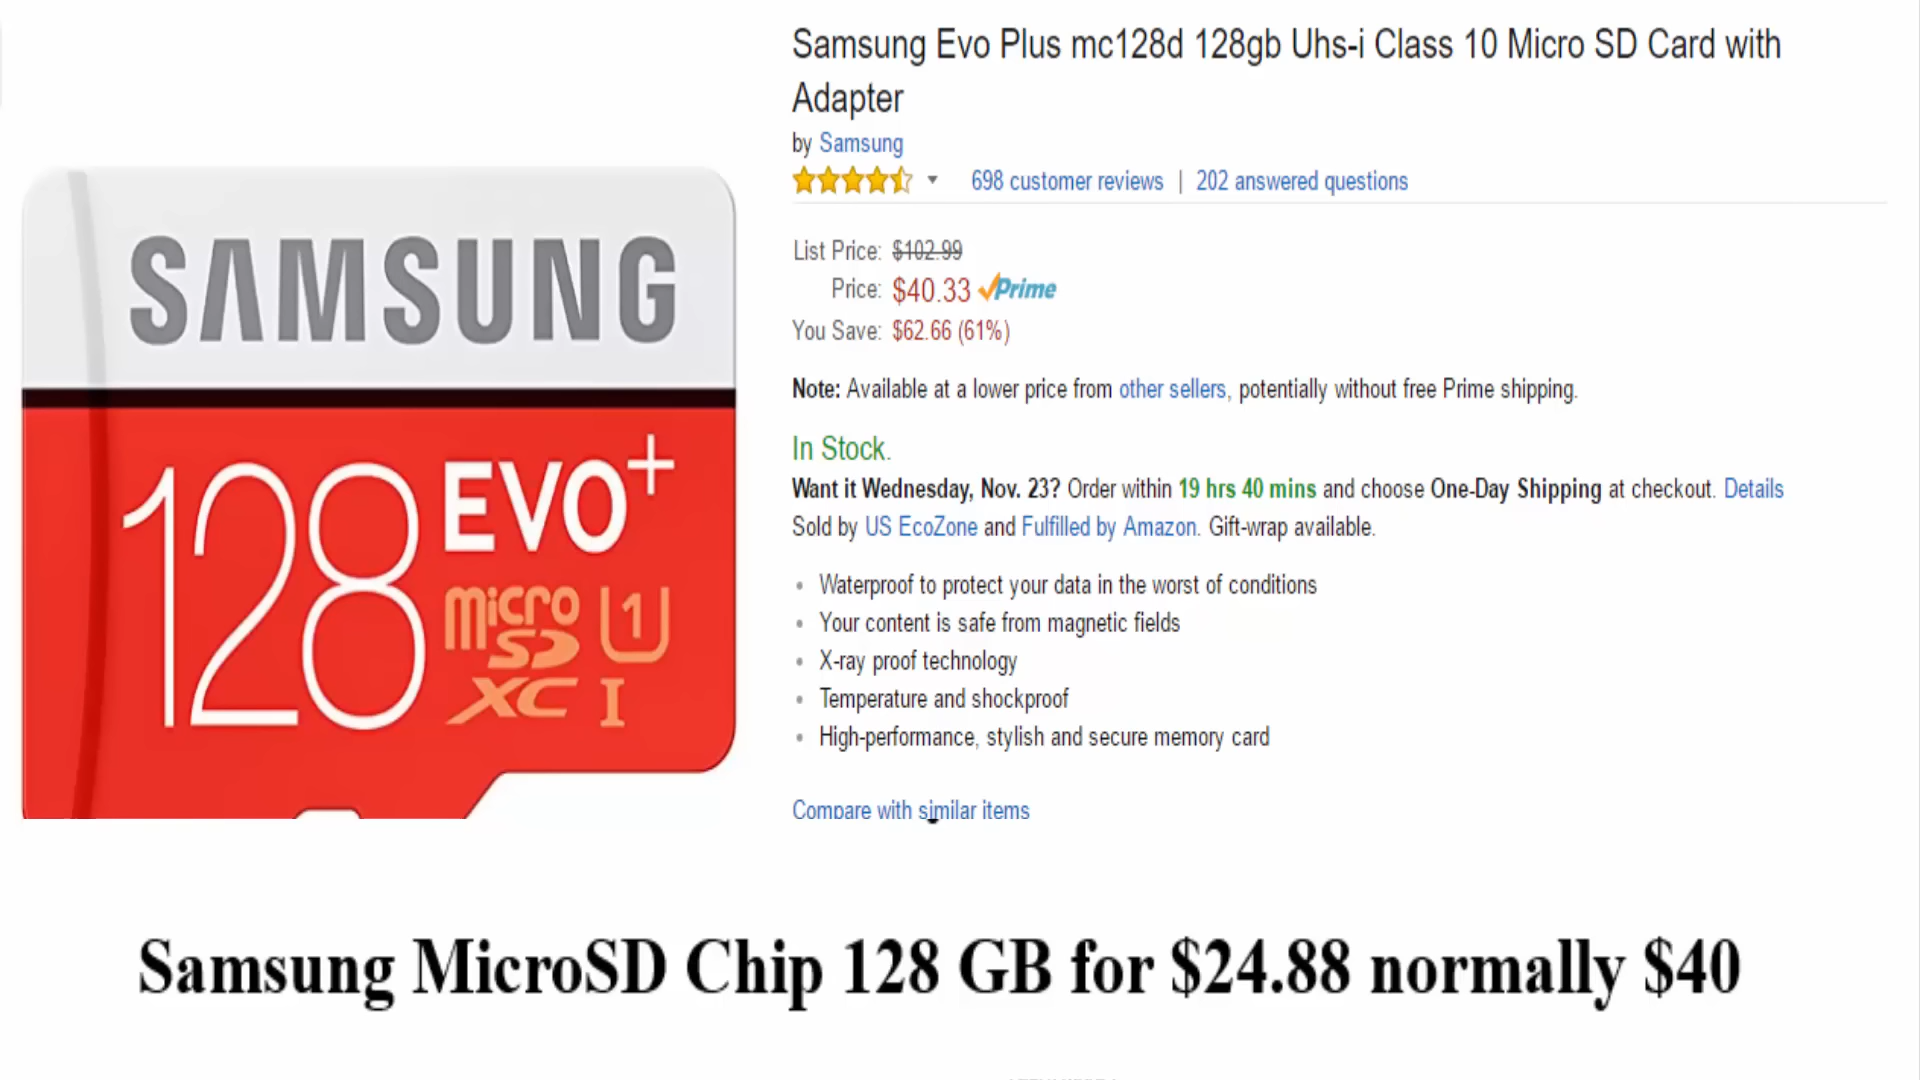 SAMSUNG
128 EVO+
micro SD XC I U1
Samsung Evo Plus mc128d 128gb Uhs-i Class 10 Micro SD Card with
Adapter
by Samsung
698 customer reviews | 202 answered questions
List Price: $102.99
Price: $40.33 Prime
You Save: $62.66 (61%)
Note: Available at a lower price from other sellers, potentially without free Prime shipping.
In Stock.
Want it Wednesday, Nov. 23? Order within 19 hrs 40 mins and choose One-Day Shipping at checkout. Details
Sold by US EcoZone and Fulfilled by Amazon. Gift-wrap available.
Waterproof to protect your data in the worst of conditions
Your content is safe from magnetic fields
X-ray proof technology
Temperature and shockproof
High-performance, stylish and secure memory card
Compare with similar items
Samsung MicroSD Chip 128 GB for $24.88 normally $40